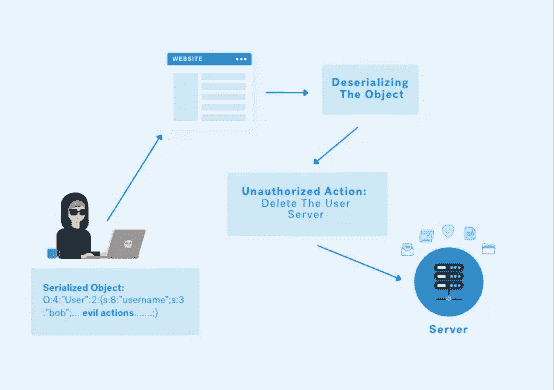 WEBSITE
Deserializing
The Object
Unauthorized Action:
Delete The User
Server
Serialized Object:
O:4:"User":2:{s:8:"username";s:3
:"bob";... evil actions.......;}
Server